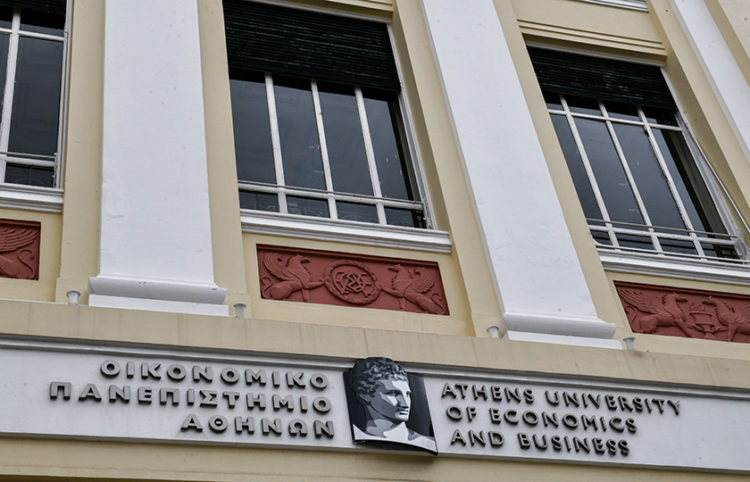 ΟΙΚΟΝΟΜΙΚΟ
ΠΑΝΕΠΙΣΤΗΜΙΟ
ΑΘΗΝΩΝ
ATHENS UNIVERSITY
OF ECONOMICS
AND BUSINESS